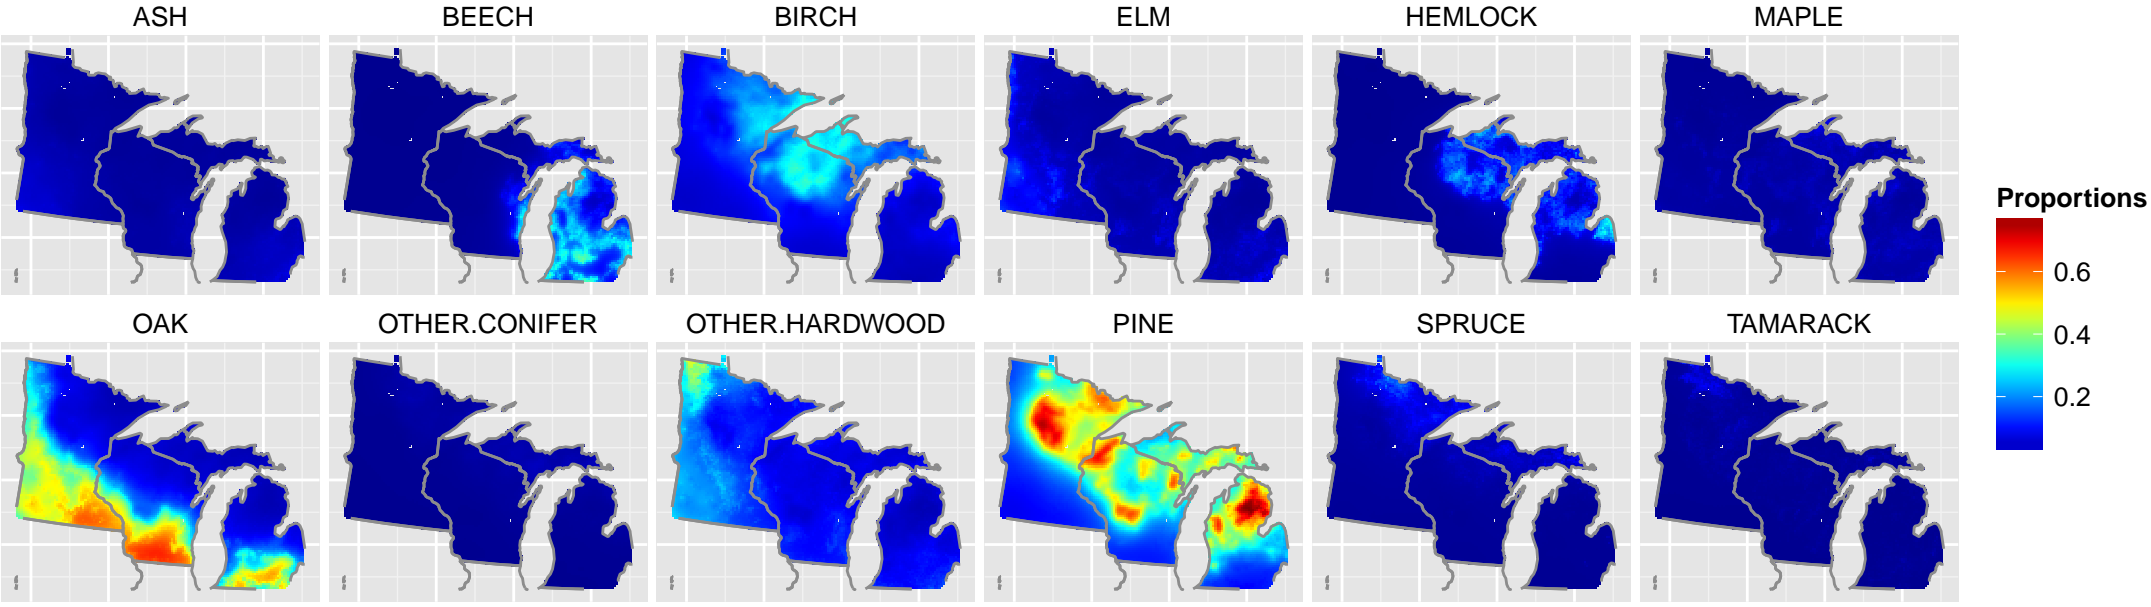 ASH BEECH BIRCH ELM HEMLOCK MAPLE
Proportions
0.6
0.4
0.2
OAK OTHER.CONIFER OTHER.HARDWOOD PINE SPRUCE TAMARACK